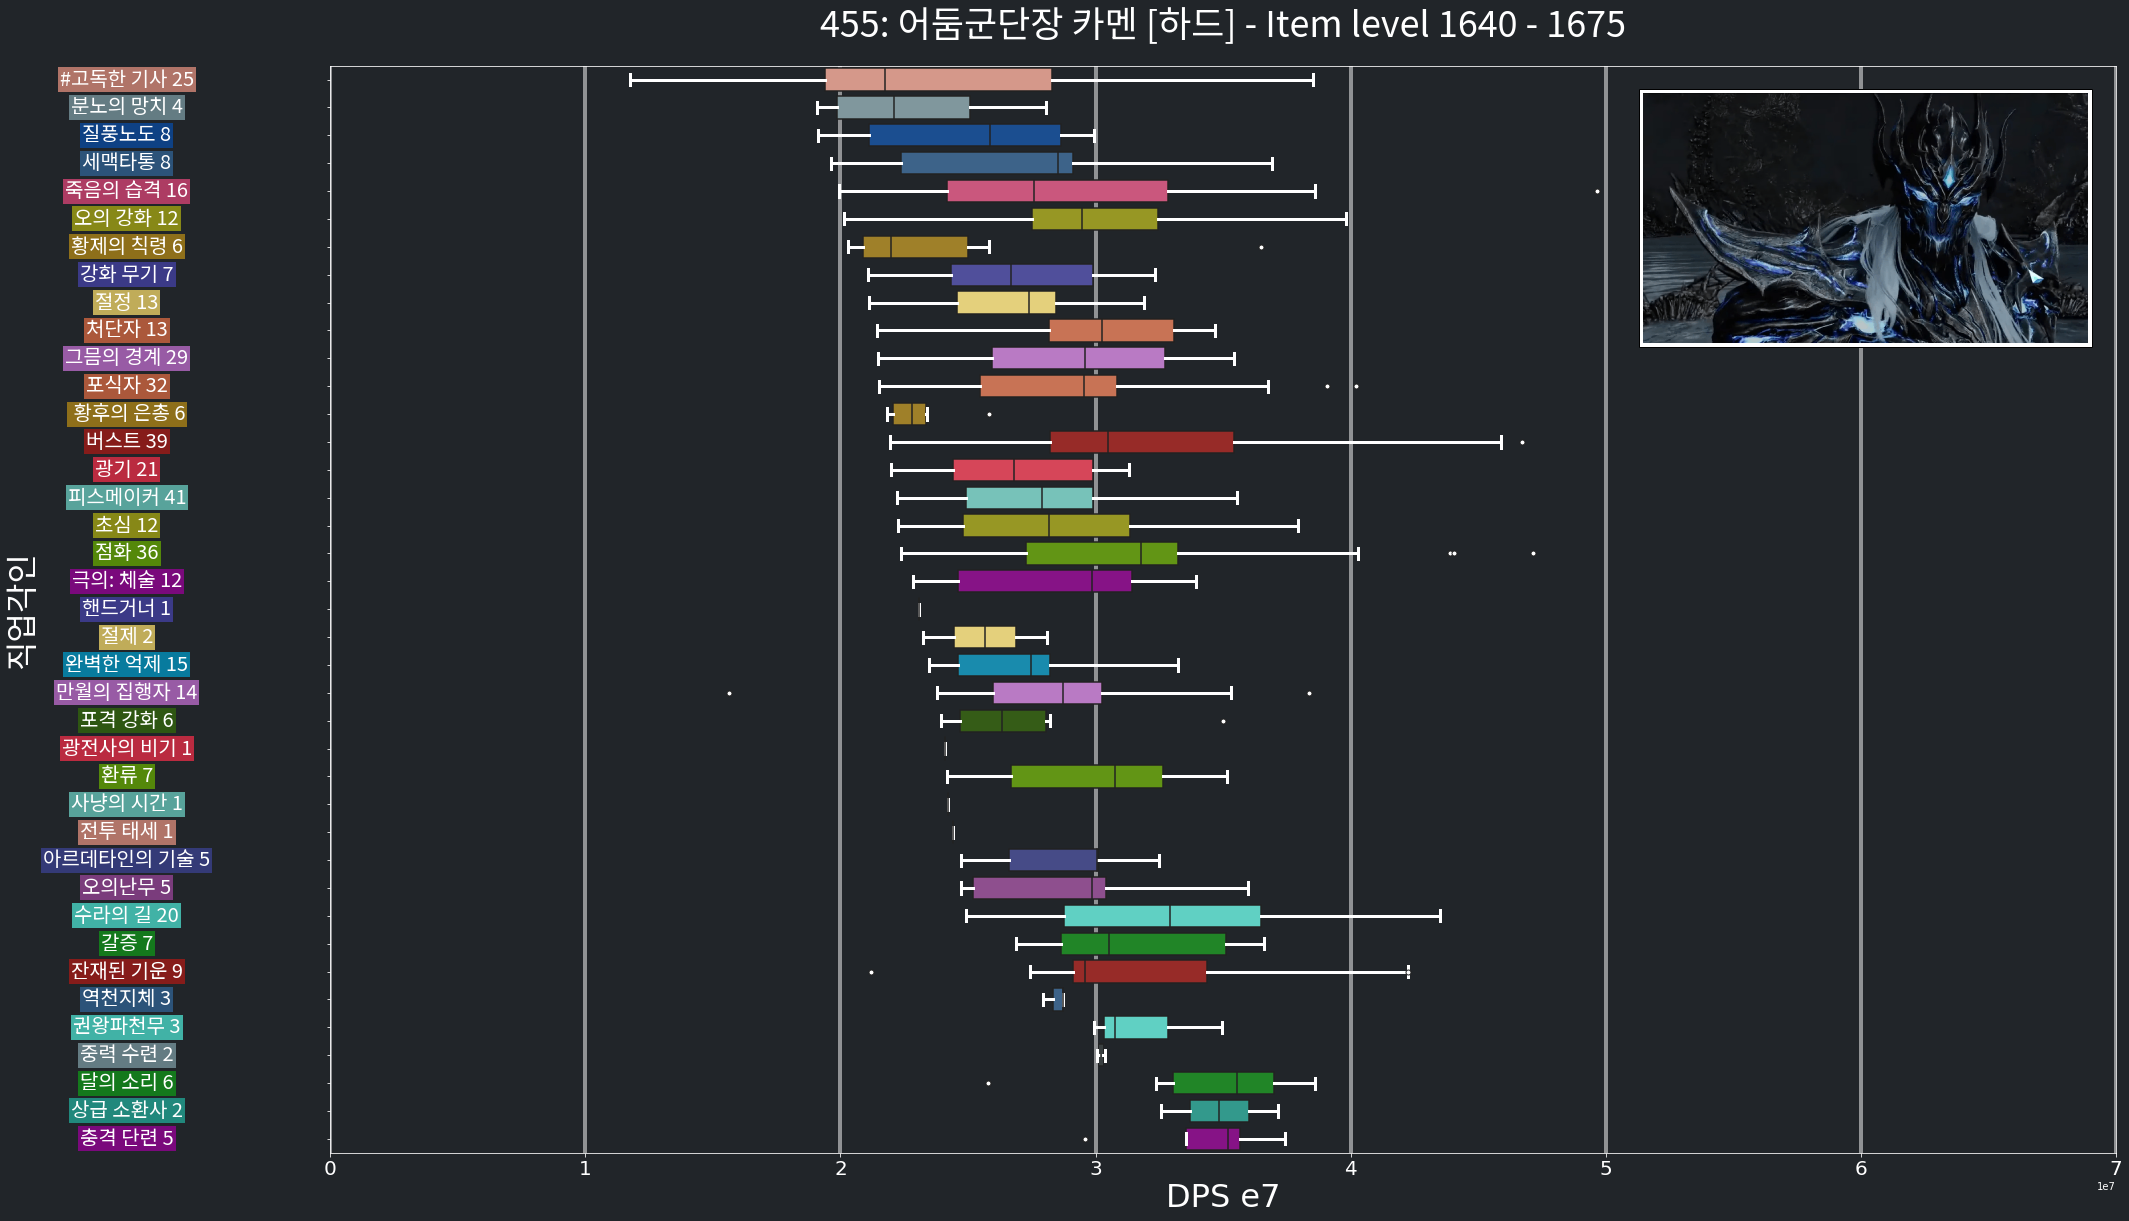 455: 어둠군단장 카멘 [하드] - Item level 1640 - 1675
#고독한 기사 25
분노의 망치 4
질풍노도 8
세맥타통 8
죽음의 습격 16
오의 강화 12
황제의 칙령 6
강화 무기 7
절정 13
처단자 13
그믐의 경계 29
포식자 32
황후의 은총 6
버스트 39
광기 21
피스메이커 41
초심 12
점화 36
극의: 체술 12
핸드거너 1
절제 2
완벽한 억제 15
만월의 집행자 14
포격 강화 6
광전사의 비기 1
환류 7
사냥의 시간 1
전투 태세 1
아르데타인의 기술 5
오의난무 5
수라의 길 20
갈증 7
잔재된 기운 9
역천지체 3
권왕파천무 3
중력 수련 2
달의 소리 6
상급 소환사 2
충격 단련 5
직업각인
0 1 2 3 4 5 6 7
DPS e7
1e7